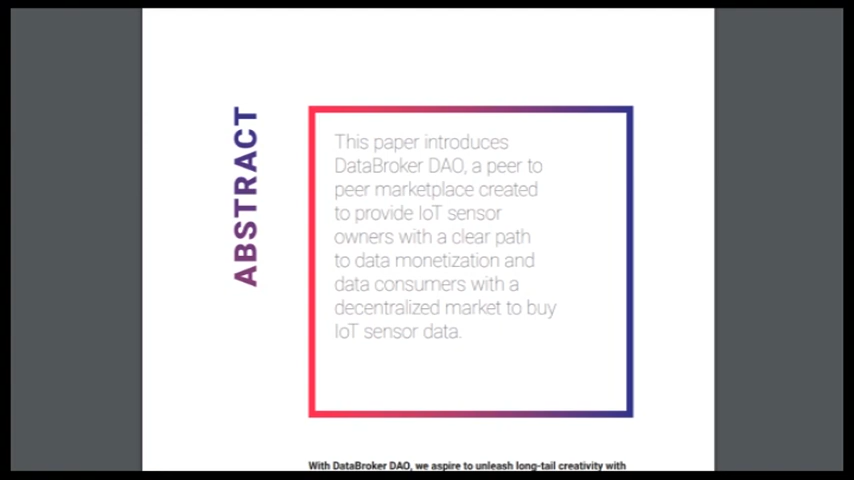 ABSTRACT
This paper introduces
DataBroker DAO, a peer to
peer marketplace created
to provide IoT sensor
owners with a clear path
to data monetization and
data consumers with a
decentralized market to buy
IoT sensor data.
With DataBroker DAO, we aspire to unleash long-tail creativity with